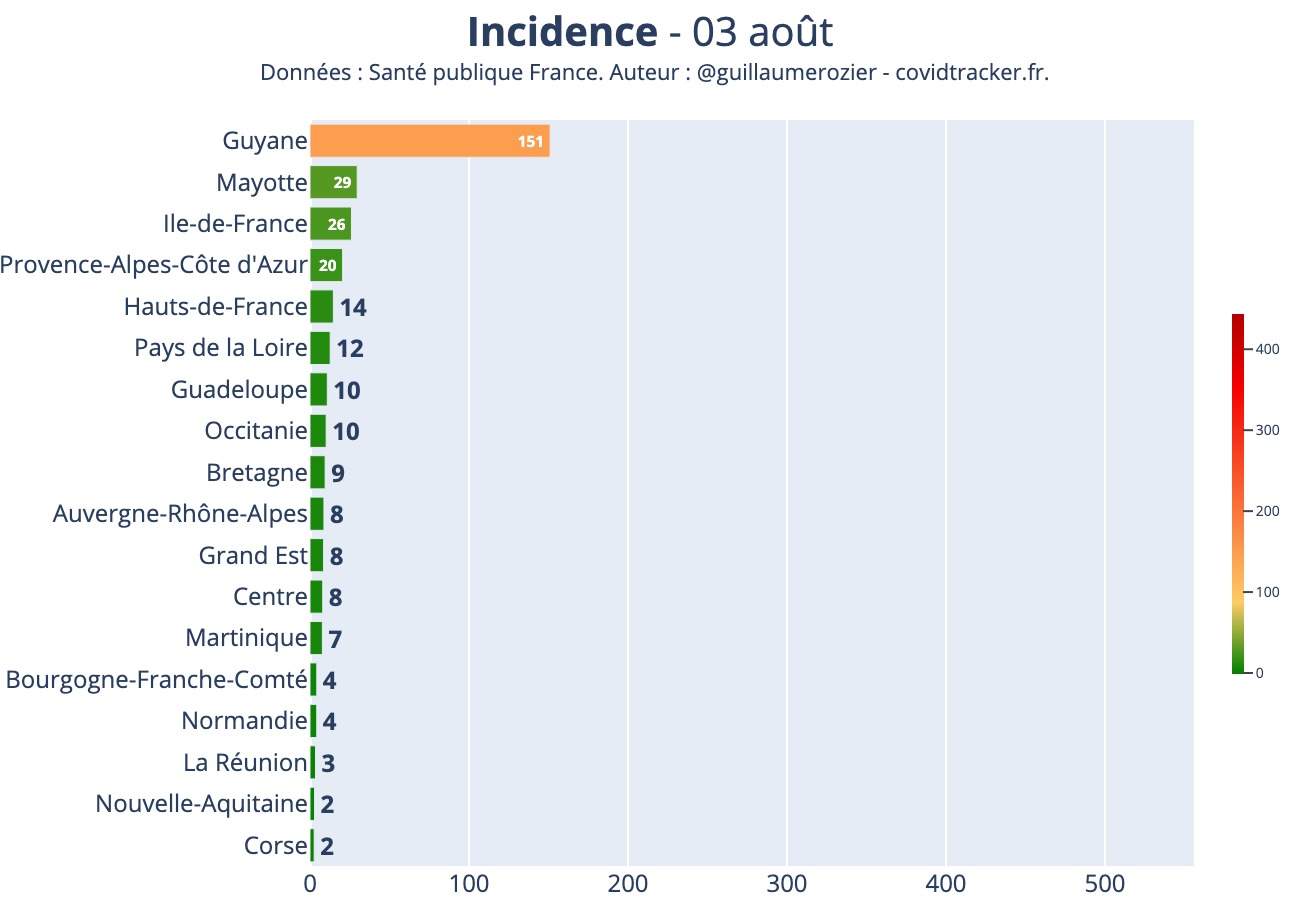 Incidence - 03 août
Données : Santé publique France. Auteur : @guillaumerozier - covidtracker.fr.
Guyane 151
Mayotte 29
Ile-de-France 26
Provence-Alpes-Côte d'Azur 20
Hauts-de-France 14
Pays de la Loire 12
Guadeloupe 10
Occitanie 10
Bretagne 9
Auvergne-Rhône-Alpes 8
Grand Est 8
Centre 8
Martinique 7
Bourgogne-Franche-Comté 4
Normandie 4
La Réunion 3
Nouvelle-Aquitaine 2
Corse 2
0 100 200 300 400 500
400
300
200
100
0